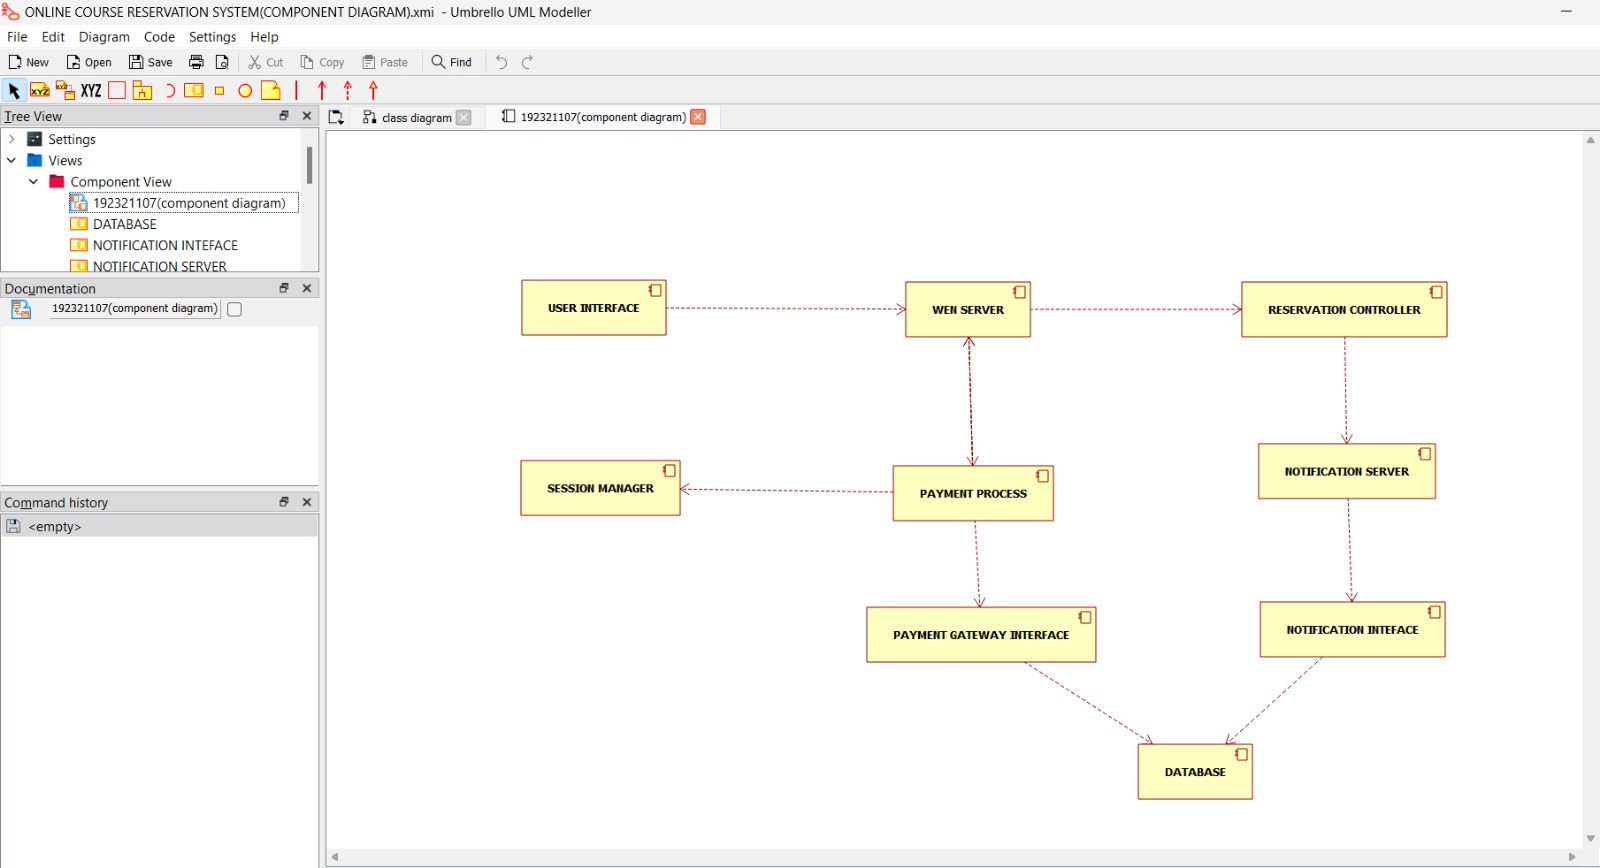 ONLINE COURSE RESERVATION SYSTEM(COMPONENT DIAGRAM).xmi - Umbrello UML Modeller
File Edit Diagram Code Settings Help
New Open Save Cut Copy Paste Find
XYZ XYZ XYZ
Tree View
class diagram
192321107(component diagram)
Settings
Views
Component View
192321107(component diagram)
DATABASE
NOTIFICATION INTEFACE
NOTIFICATION SERVER
Documentation
192321107(component diagram)
Command history
<empty>
USER INTERFACE
WEN SERVER
RESERVATION CONTROLLER
SESSION MANAGER
PAYMENT PROCESS
NOTIFICATION SERVER
PAYMENT GATEWAY INTERFACE
NOTIFICATION INTEFACE
DATABASE